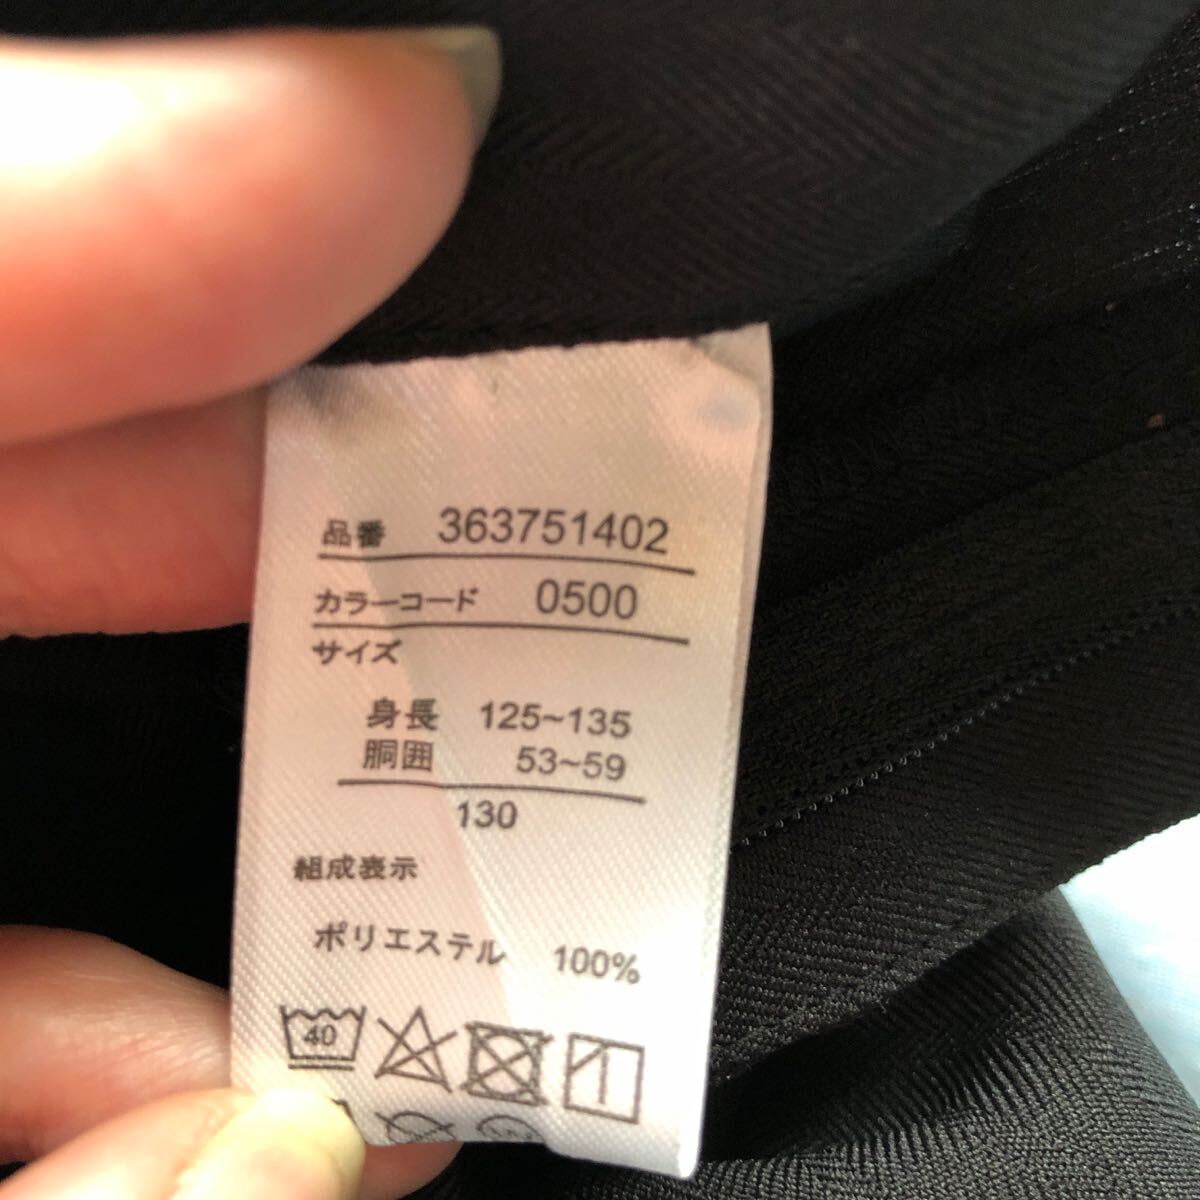 品番 363751402
カラーコード 0500
サイズ
身長 125~135
胴囲 53~59
130
組成表示
ポリエステル 100%
40